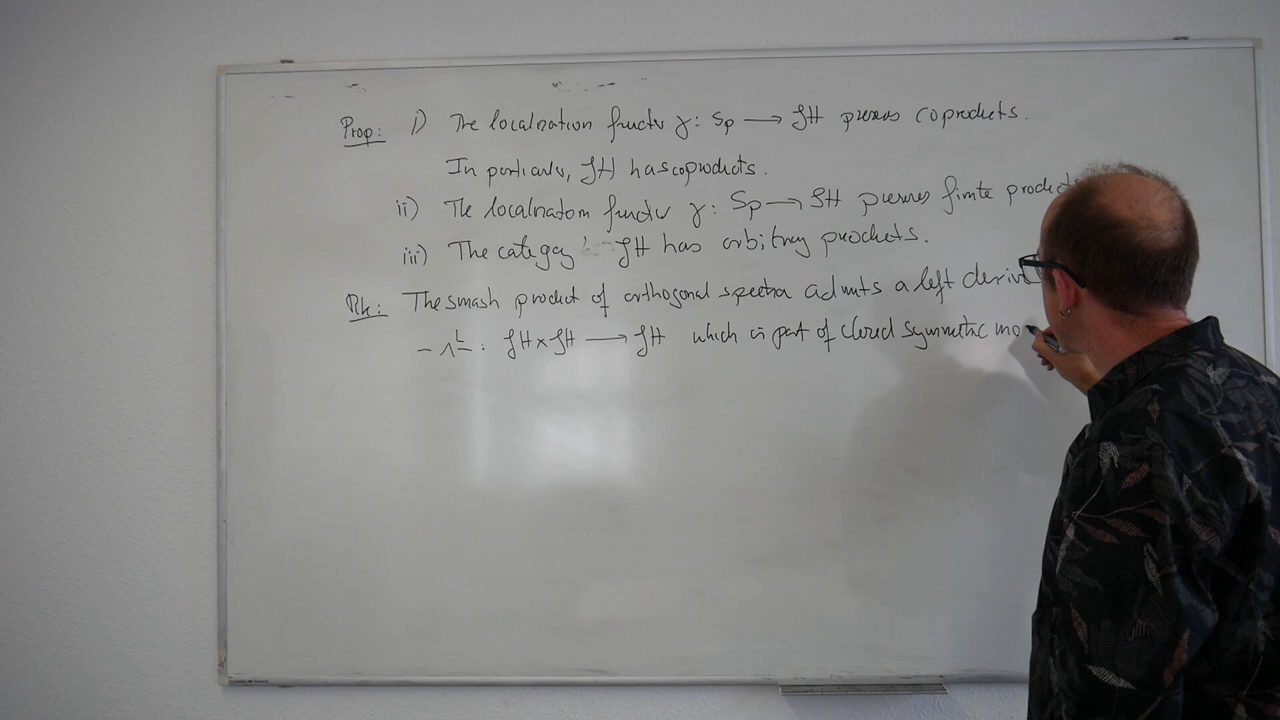 Prop: i) The localization functor γ: Sp → SH preserves coproducts.
In particular, SH has coproducts.
ii) The localization functor γ: Sp → SH preserves finite product
iii) The category SH has arbitrary products.
Rk: The smash product of orthogonal spectra admits a left deriv
- ∧ᴸ - : SH × SH → SH which is part of closed symmetric mo